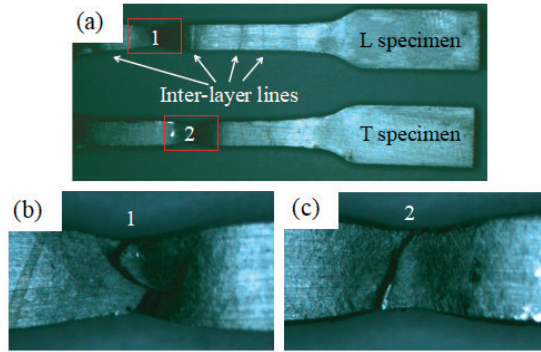 (a)
1
L specimen
Inter-layer lines
2
T specimen
(b)
1
(c)
2